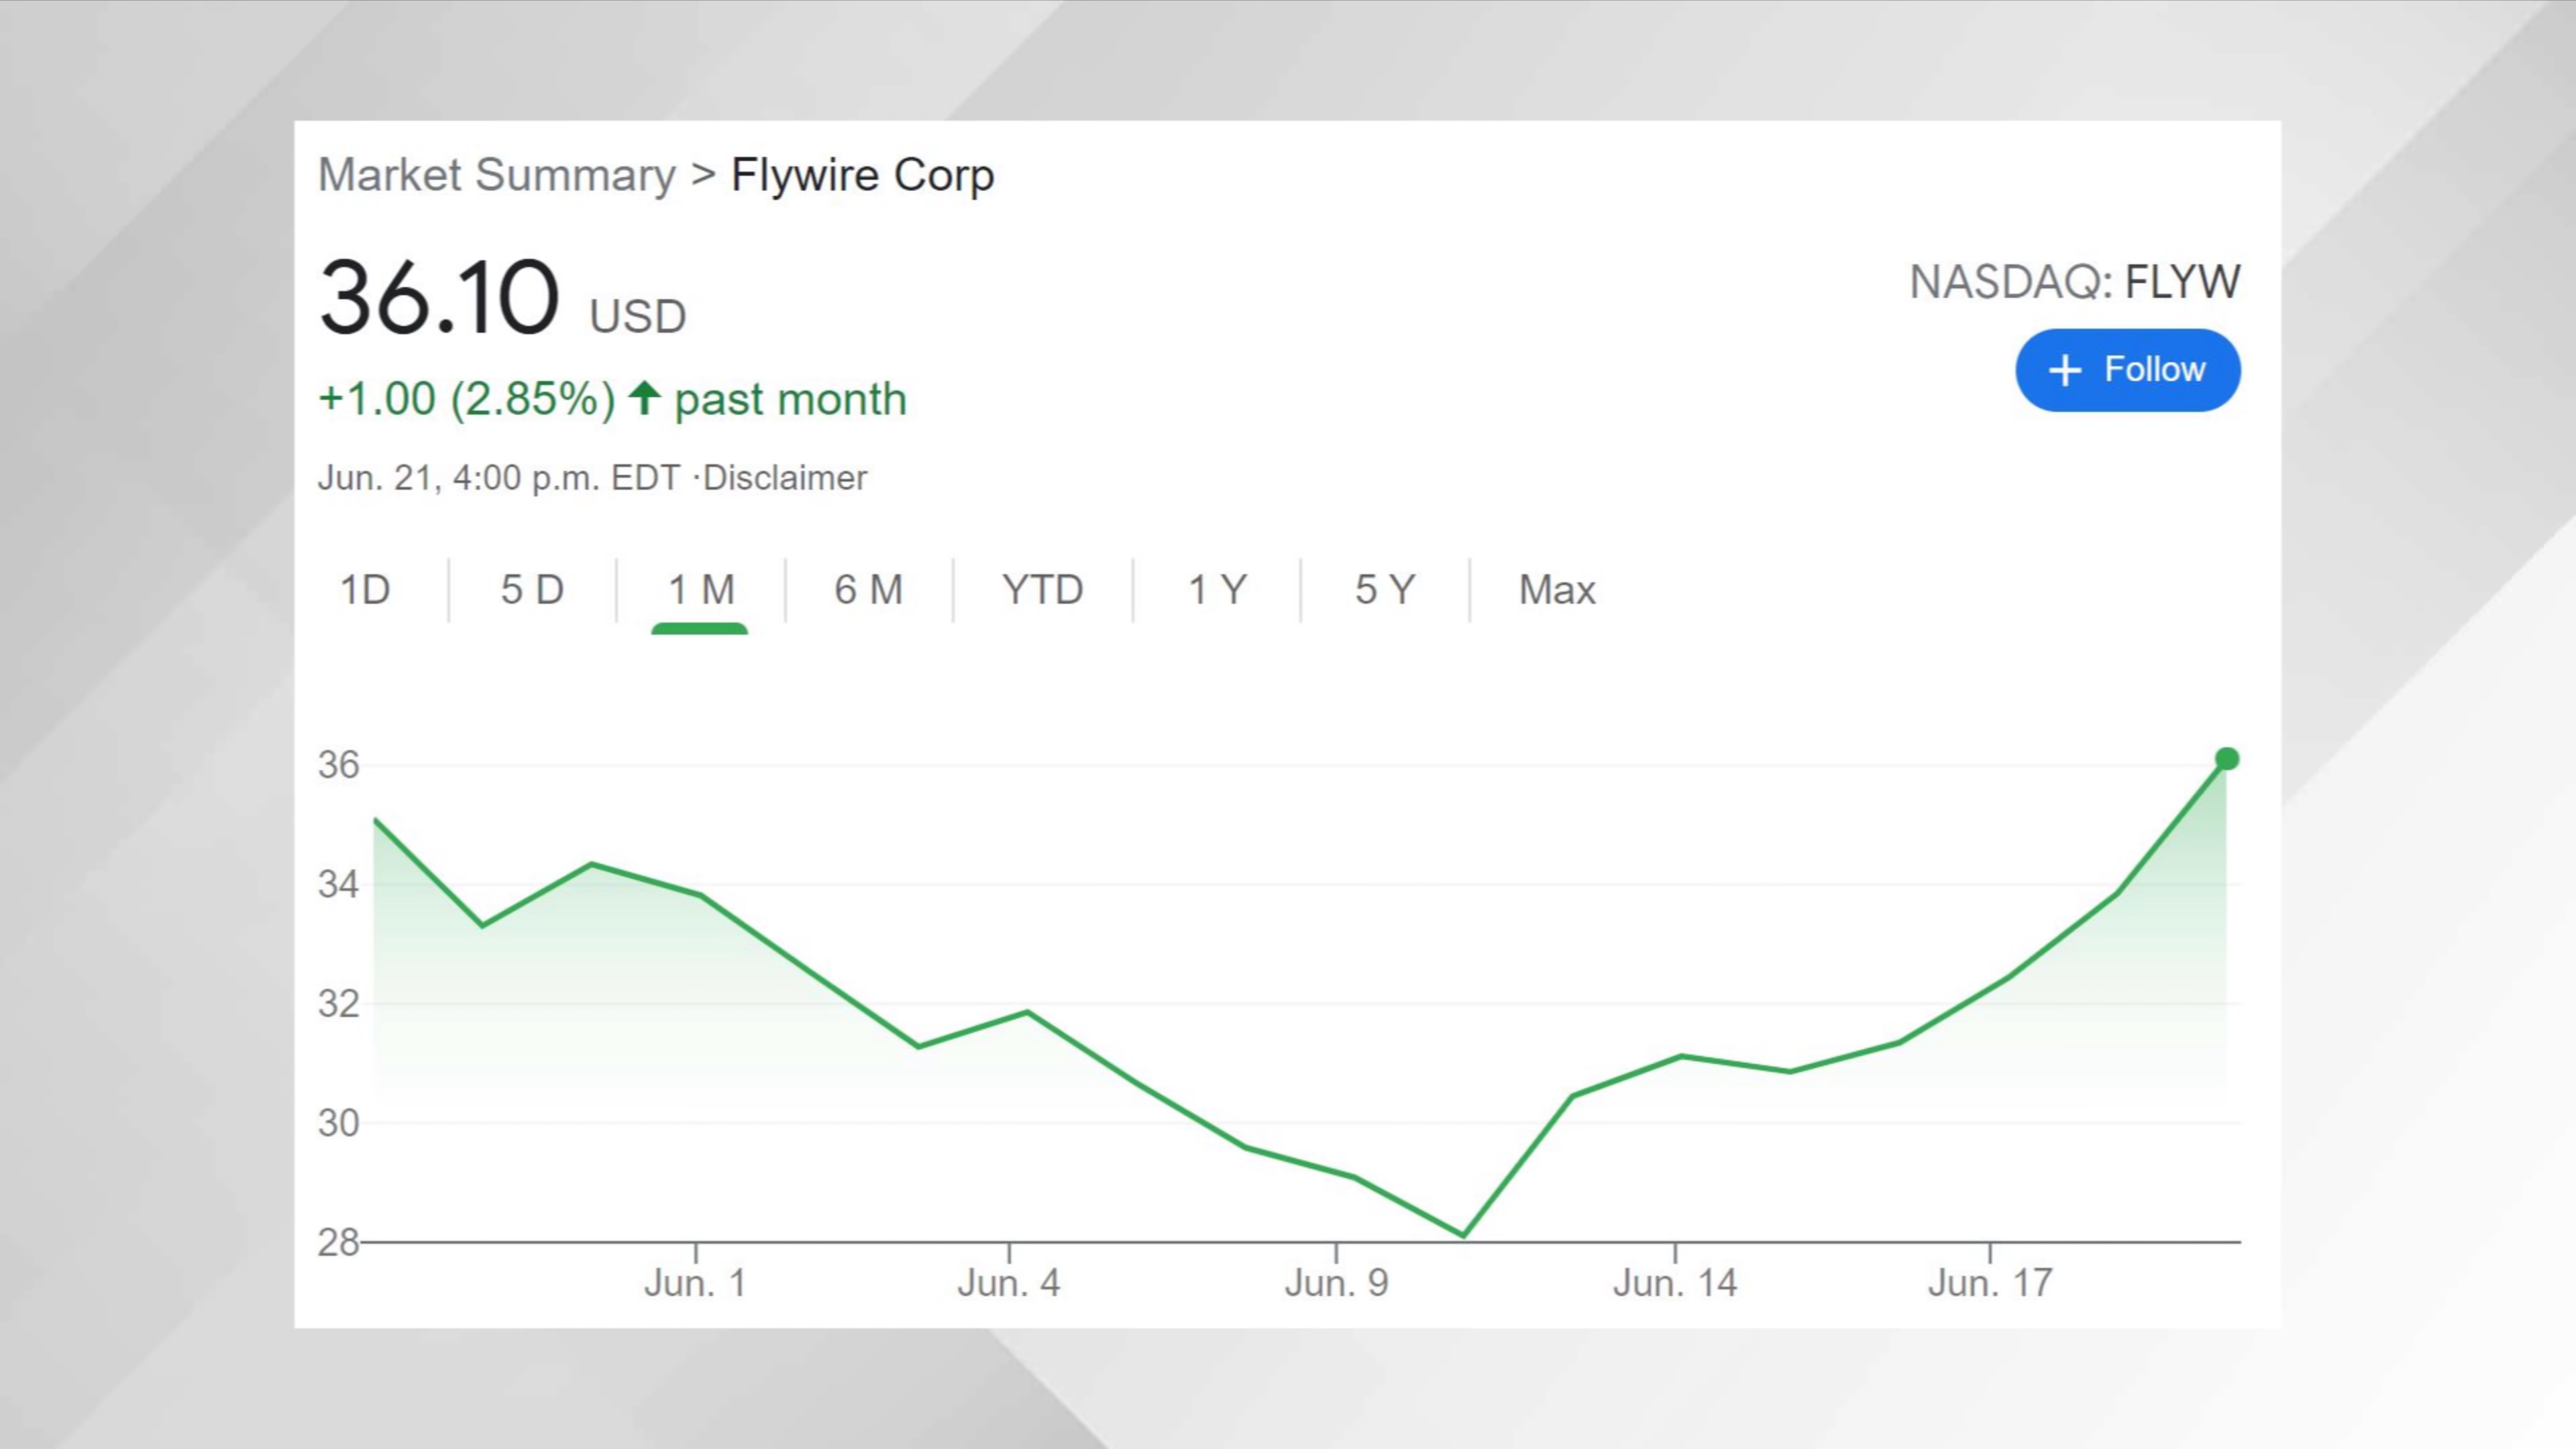 Market Summary > Flywire Corp
36.10 USD
NASDAQ: FLYW
+ Follow
+1.00 (2.85%) ↑ past month
Jun. 21, 4:00 p.m. EDT ·Disclaimer
1D 5 D 1 M 6 M YTD 1 Y 5 Y Max
36
34
32
30
28
Jun. 1 Jun. 4 Jun. 9 Jun. 14 Jun. 17